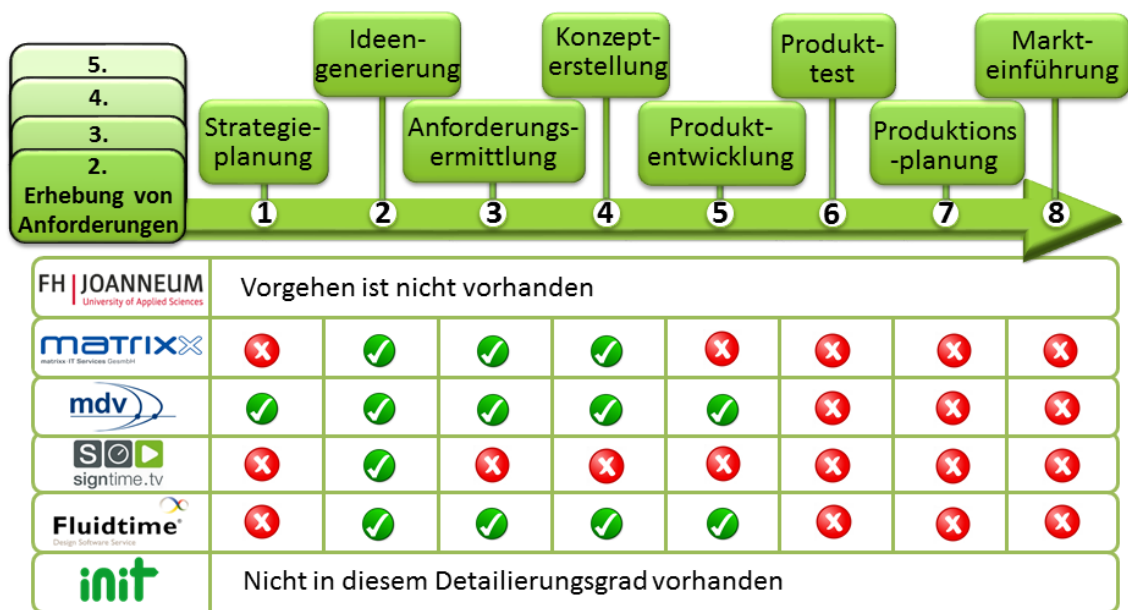 5.
4.
3.
2.
Erhebung von
Anforderungen
Strategie-
planung
Ideen-
generierung
Anforderungs-
ermittlung
Konzept-
erstellung
Produkt-
entwicklung
Produkt-
test
Produktions
-planung
Markt-
einführung
1 2 3 4 5 6 7 8
FH | JOANNEUM
University of Applied Sciences
Vorgehen ist nicht vorhanden
matrixx
matrixx IT Services GesmbH
mdv
S
signtime.tv
Fluidtime®
Design Software Service
init
Nicht in diesem Detailierungsgrad vorhanden